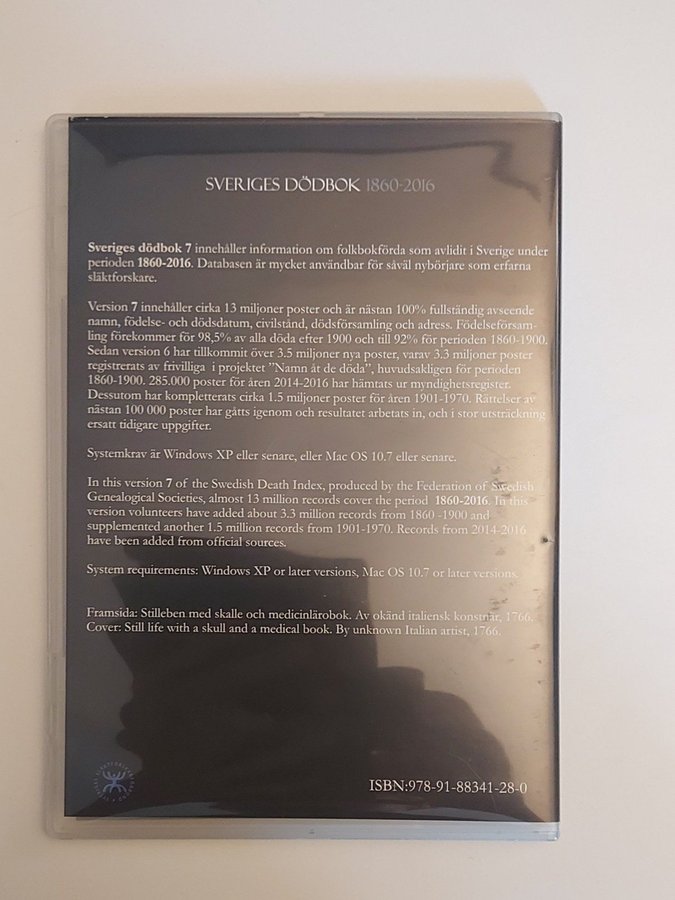 SVERIGES DÖDBOK 1860-2016
Sveriges dödbok 7 innehåller information om folkbokförda som avlidit i Sverige under
perioden 1860-2016. Databasen är mycket användbar för såväl nybörjare som erfarna
släktforskare.
Version 7 innehåller cirka 13 miljoner poster och är nästan 100% fullständig avseende
namn, födelse- och dödsdatum, civilstånd, dödsförsamling och adress. Födelseförsam-
ling förekommer för 98,5% av alla döda efter 1900 och till 92% för perioden 1860-1900.
Sedan version 6 har tillkommit över 3.5 miljoner nya poster, varav 3.3 miljoner poster
registrerats av frivilliga i projektet ”Namn åt de döda”, huvudsakligen för perioden
1860-1900. 285.000 poster för åren 2014-2016 har hämtats ur myndighetsregister.
Dessutom har kompletterats cirka 1.5 miljoner poster för åren 1901-1970. Rättelser av
nästan 100 000 poster har gåtts igenom och resultatet arbetats in, och i stor utsträckning
ersatt tidigare uppgifter.
Systemkrav är Windows XP eller senare, eller Mac OS 10.7 eller senare.
In this version 7 of the Swedish Death Index, produced by the Federation of Swedish
Genealogical Societies, almost 13 million records cover the period 1860-2016. In this
version volunteers have added about 3.3 million records from 1860 -1900 and
supplemented another 1.5 million records from 1901-1970. Records from 2014-2016
have been added from official sources.
System requirements: Windows XP or later versions, Mac OS 10.7 or later versions.
Framsida: Stilleben med skalle och medicinlärobok. Av okänd italiensk konstnär, 1766.
Cover: Still life with a skull and a medical book. By unknown Italian artist, 1766.
ISBN:978-91-88341-28-0